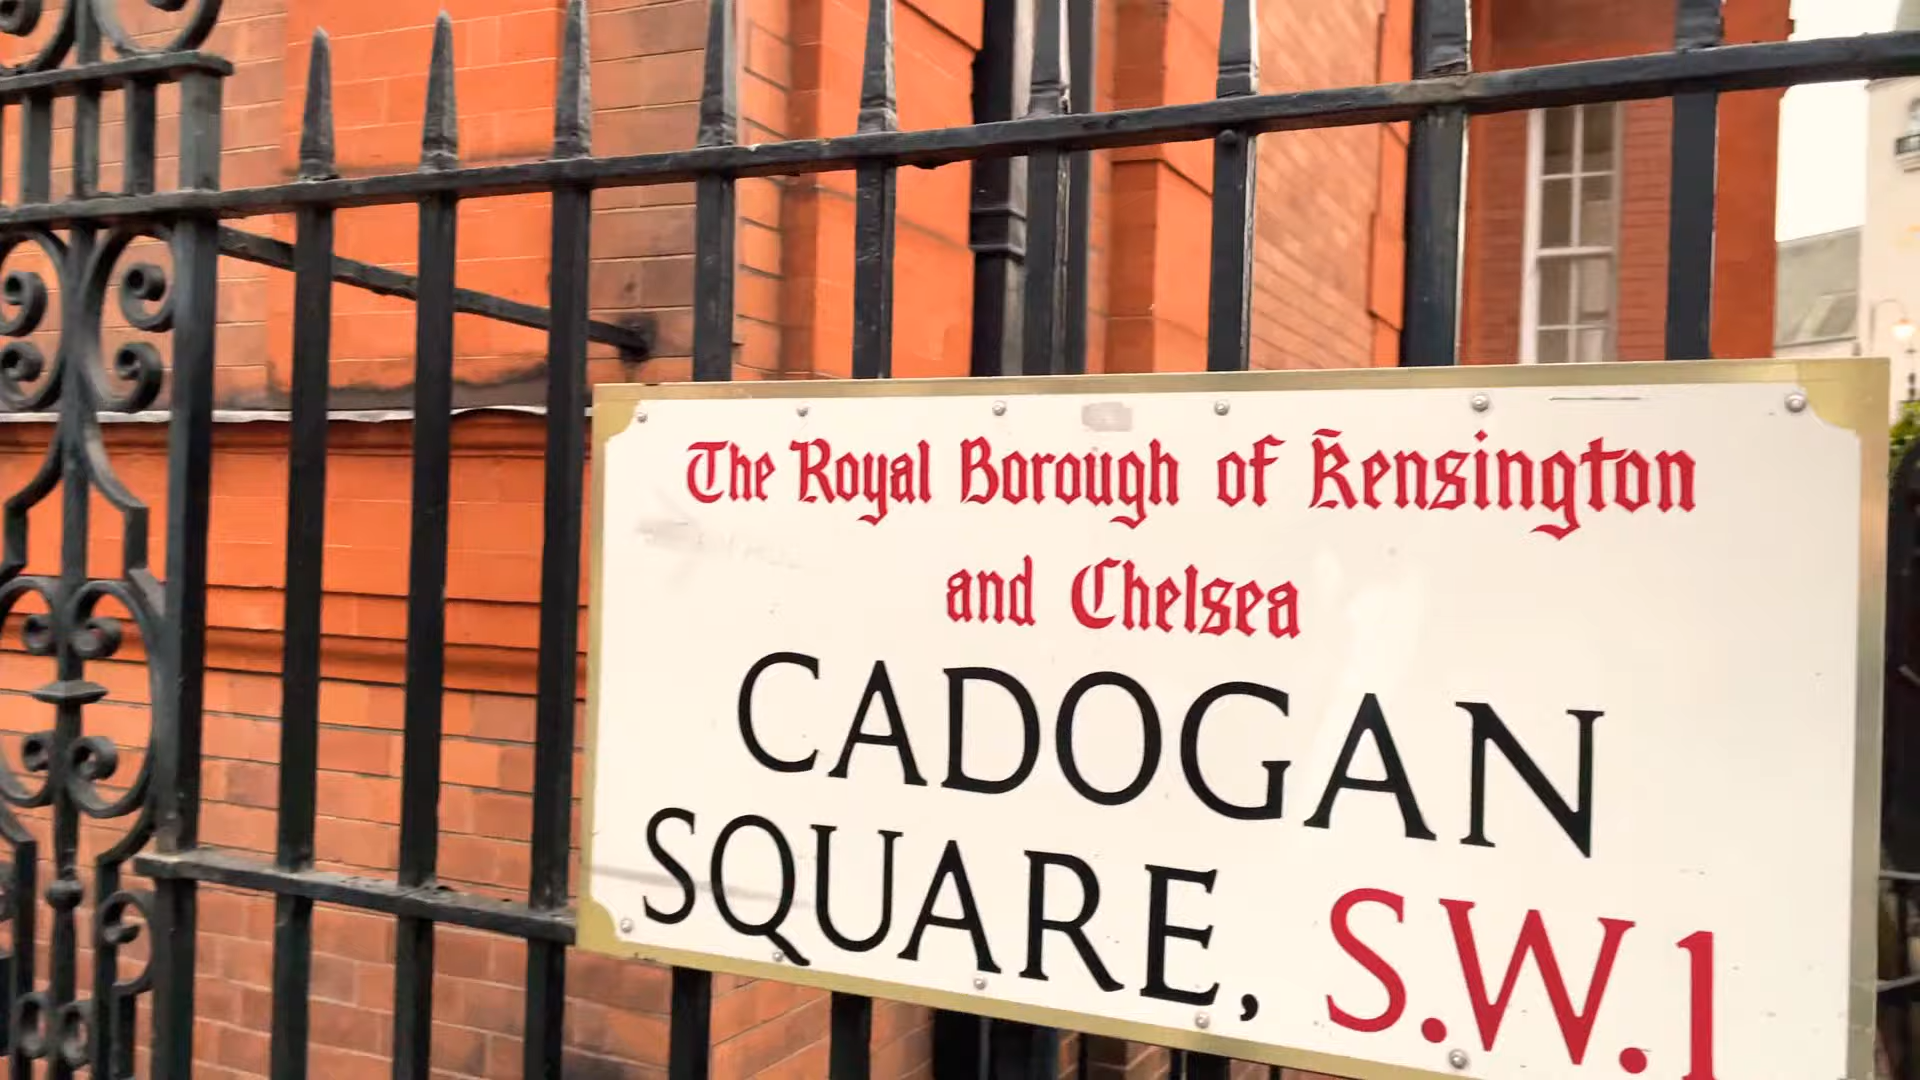 The Royal Borough of Kensington
and Chelsea
CADOGAN
SQUARE, S.W.1